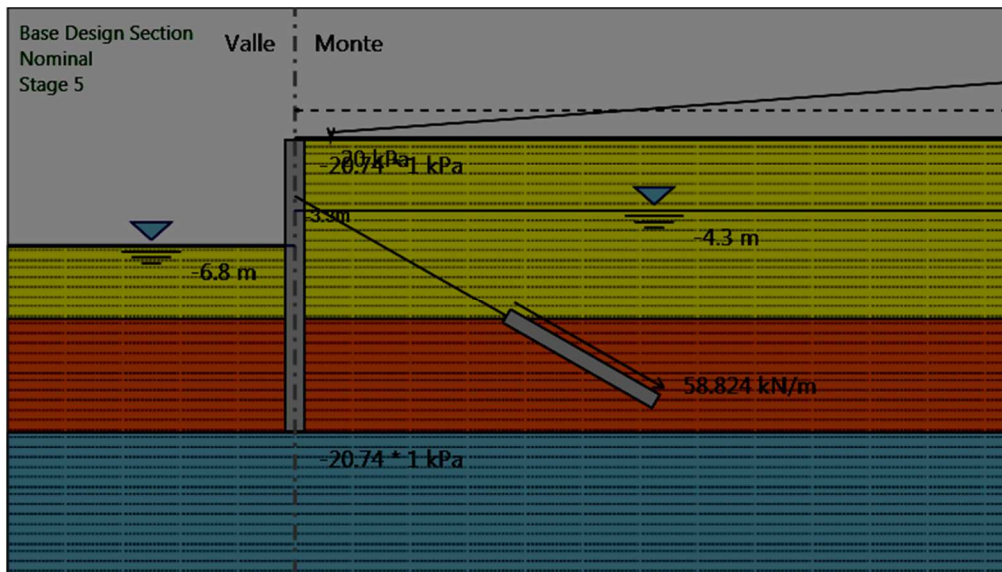 Base Design Section
Nominal
Stage 5
Valle
Monte
20 kPa
-20.74 * 1 kPa
-3.3m
-4.3 m
-6.8 m
58.824 kN/m
-20.74 * 1 kPa